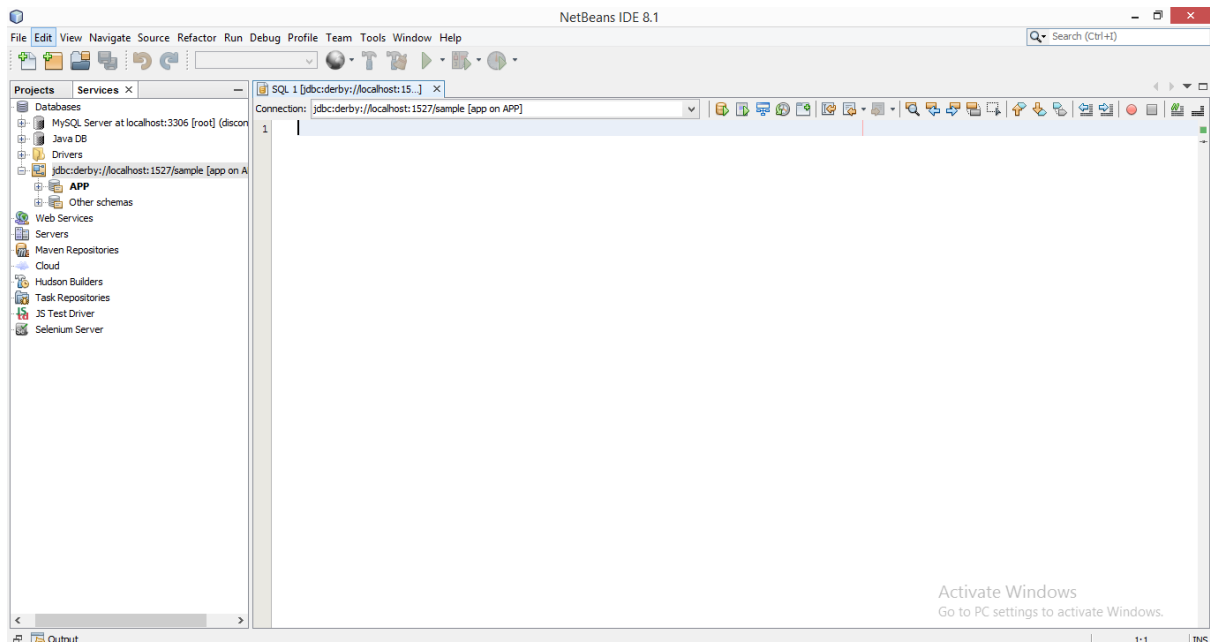 NetBeans IDE 8.1
File Edit View Navigate Source Refactor Run Debug Profile Team Tools Window Help
Search (Ctrl+I)
Projects Services
SQL 1 [jdbc:derby://localhost:15...]
Databases
Connection: jdbc:derby://localhost:1527/sample [app on APP]
MySQL Server at localhost:3306 [root] (discon
1
Java DB
Drivers
jdbc:derby://localhost:1527/sample [app on A
APP
Other schemas
Web Services
Servers
Maven Repositories
Cloud
Hudson Builders
Task Repositories
JS Test Driver
Selenium Server
Activate Windows
Go to PC settings to activate Windows.
Output
1:1
INS